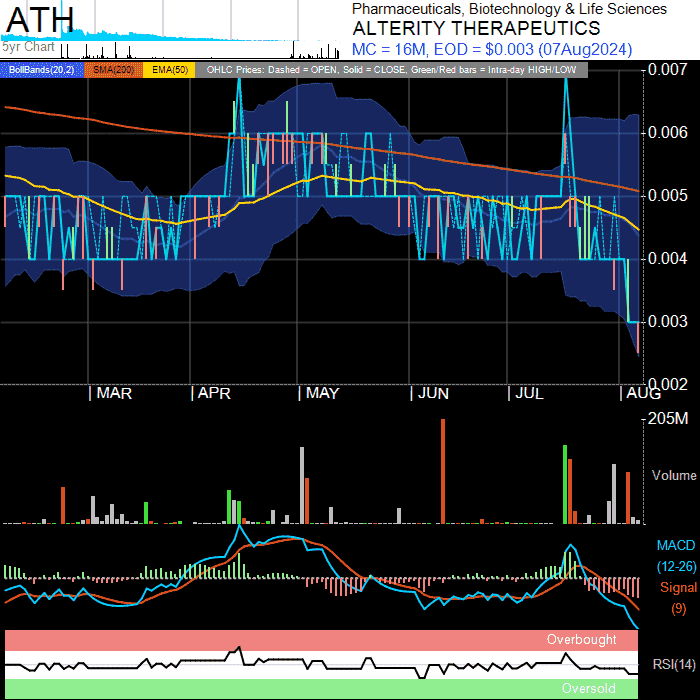 ATH
5yr Chart
Pharmaceuticals, Biotechnology & Life Sciences
ALTERITY THERAPEUTICS
MC = 16M, EOD = $0.003 (07Aug2024)
BollBands(20,2) SMA(200) EMA(50) OHLC Prices: Dashed = OPEN, Solid = CLOSE, Green/Red bars = Intra-day HIGH/LOW
0.007
0.006
0.005
0.004
0.003
0.002
| MAR | APR | MAY | JUN | JUL | AUG
205M
Volume
MACD
(12-26)
Signal
(9)
Overbought
RSI(14)
Oversold